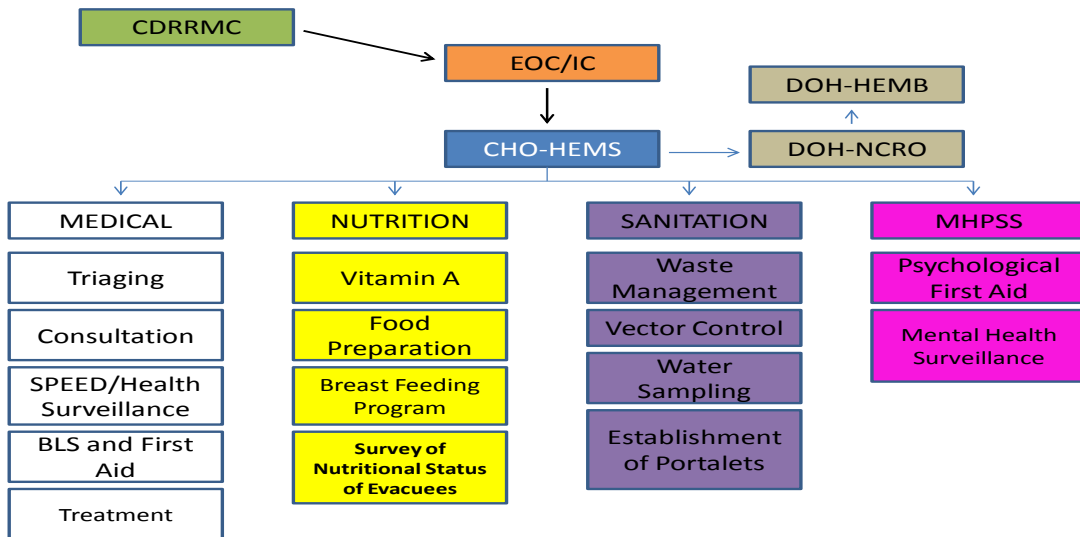 CDRRMC
EOC/IC
DOH-HEMB
CHO-HEMS
DOH-NCRO
MEDICAL
Triaging
Consultation
SPEED/Health
Surveillance
BLS and First
Aid
Treatment
NUTRITION
Vitamin A
Food
Preparation
Breast Feeding
Program
Survey of
Nutritional Status
of Evacuees
SANITATION
Waste
Management
Vector Control
Water
Sampling
Establishment
of Portalets
MHPSS
Psychological
First Aid
Mental Health
Surveillance